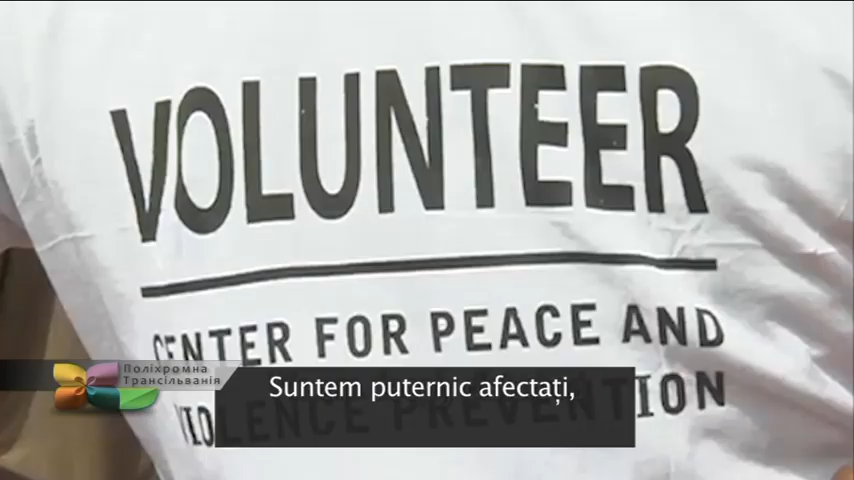 VOLUNTEER
CENTER FOR PEACE AND
VIOLENCE PREVENTION
Поліхромна
Трансільванія
Suntem puternic afectați,